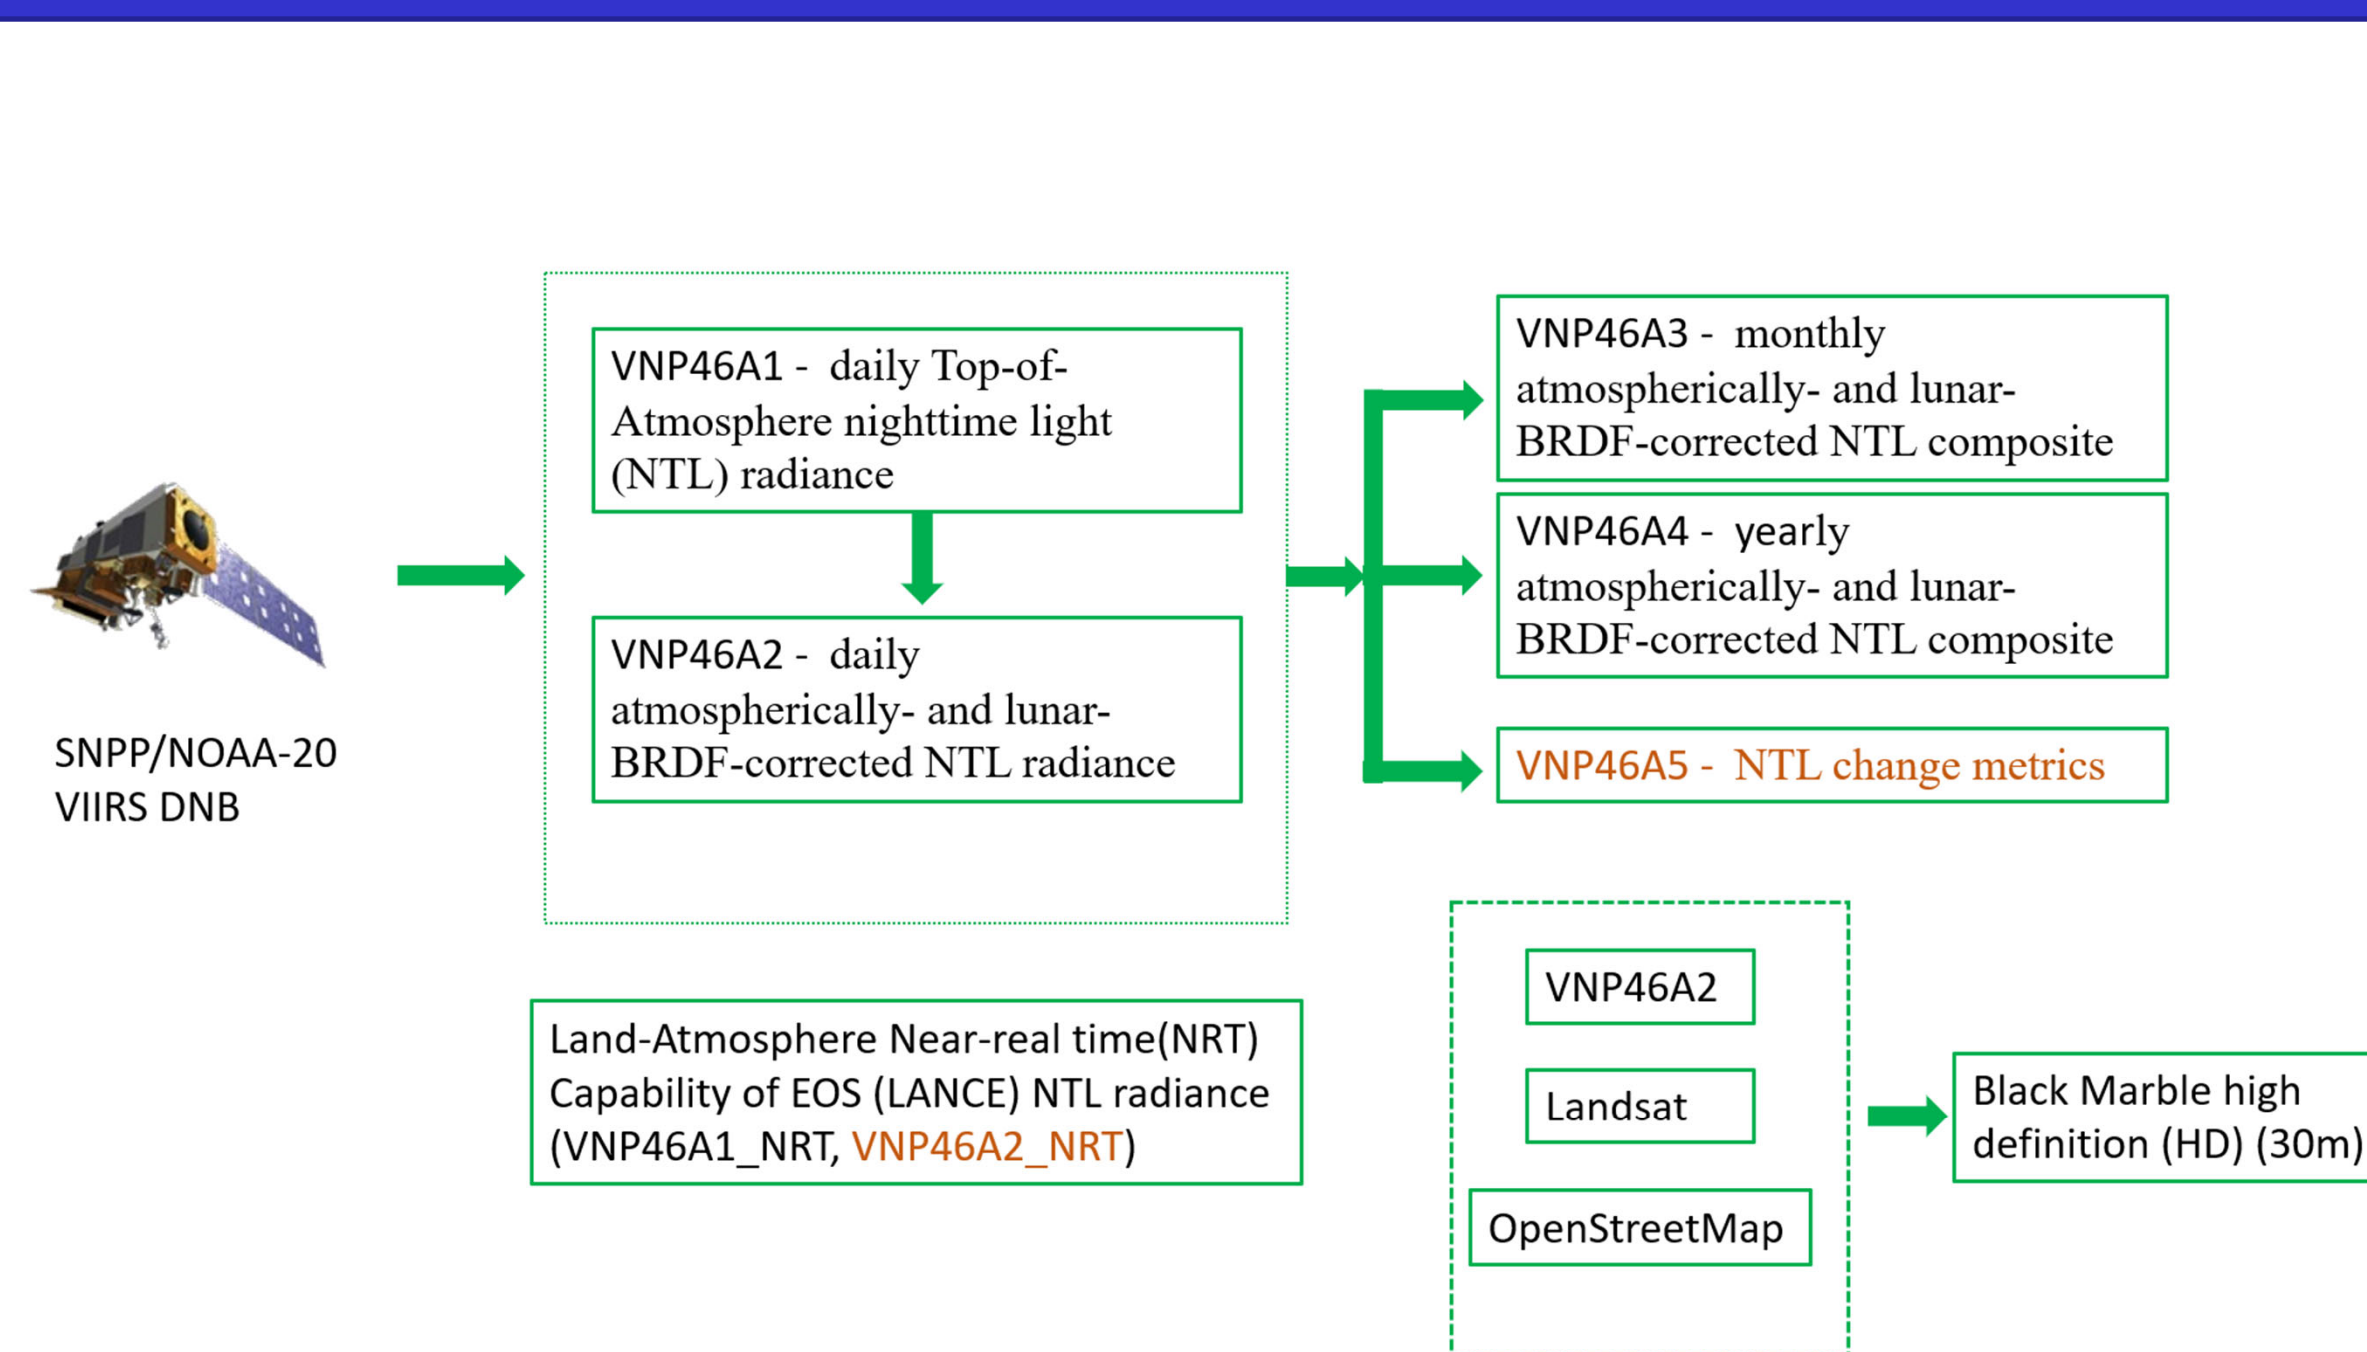 SNPP/NOAA-20
VIIRS DNB
VNP46A1 - daily Top-of-
Atmosphere nighttime light
(NTL) radiance
VNP46A2 - daily
atmospherically- and lunar-
BRDF-corrected NTL radiance
VNP46A3 - monthly
atmospherically- and lunar-
BRDF-corrected NTL composite
VNP46A4 - yearly
atmospherically- and lunar-
BRDF-corrected NTL composite
VNP46A5 - NTL change metrics
Land-Atmosphere Near-real time(NRT)
Capability of EOS (LANCE) NTL radiance
(VNP46A1_NRT, VNP46A2_NRT)
VNP46A2
Landsat
OpenStreetMap
Black Marble high
definition (HD) (30m)